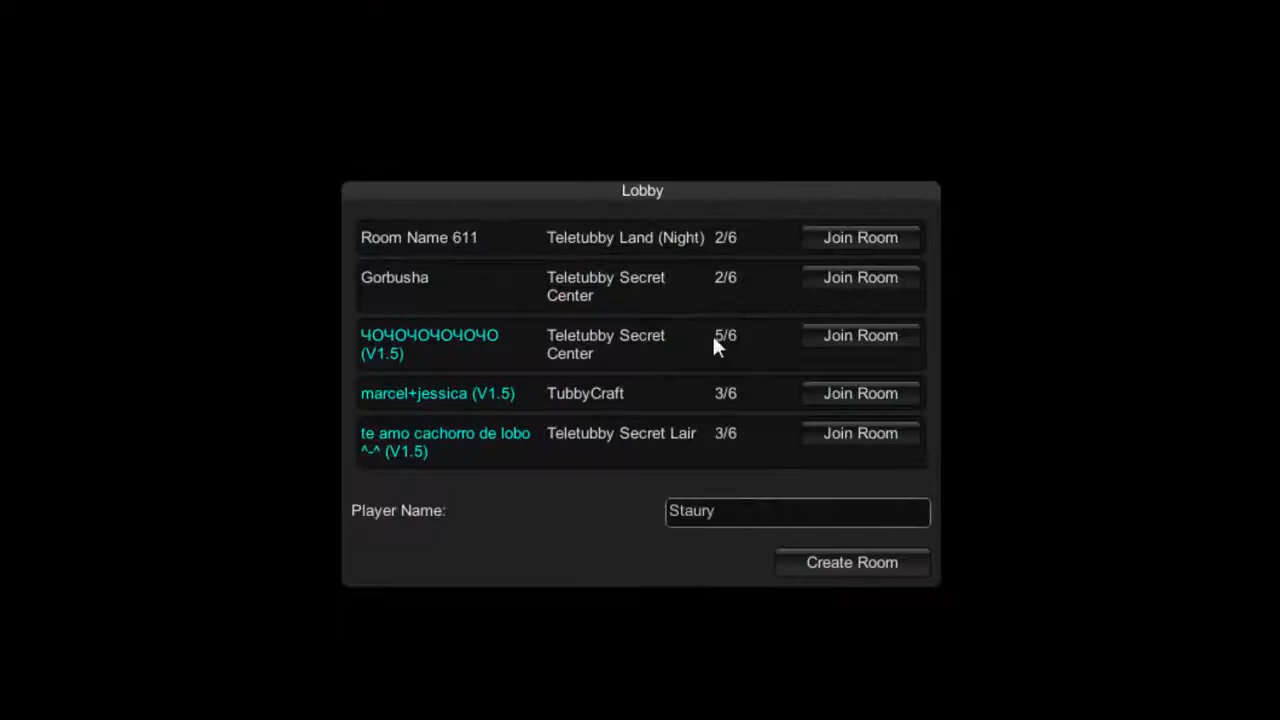 Lobby
Room Name 611 Teletubby Land (Night) 2/6 Join Room
Gorbusha Teletubby Secret 2/6 Join Room
Center
ЧОЧОЧОЧОЧОЧО Teletubby Secret 5/6 Join Room
(V1.5) Center
marcel+jessica (V1.5) TubbyCraft 3/6 Join Room
te amo cachorro de lobo Teletubby Secret Lair 3/6 Join Room
^-^ (V1.5)
Player Name: Staury
Create Room